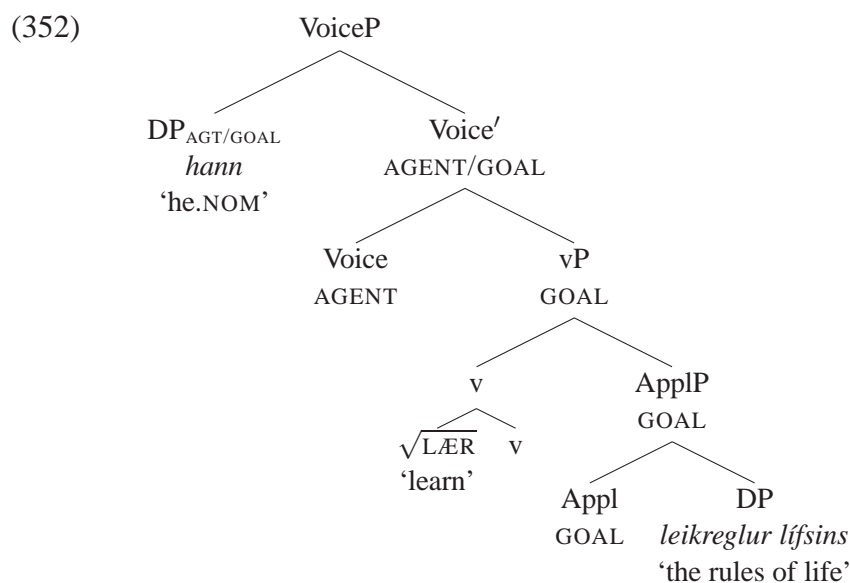 (352) VoiceP
DP_AGT/GOAL Voice′
hann AGENT/GOAL
‘he.NOM’
Voice vP
AGENT GOAL
v ApplP
GOAL
√LÆR v
‘learn’
Appl DP
GOAL leikreglur lífsins
‘the rules of life’